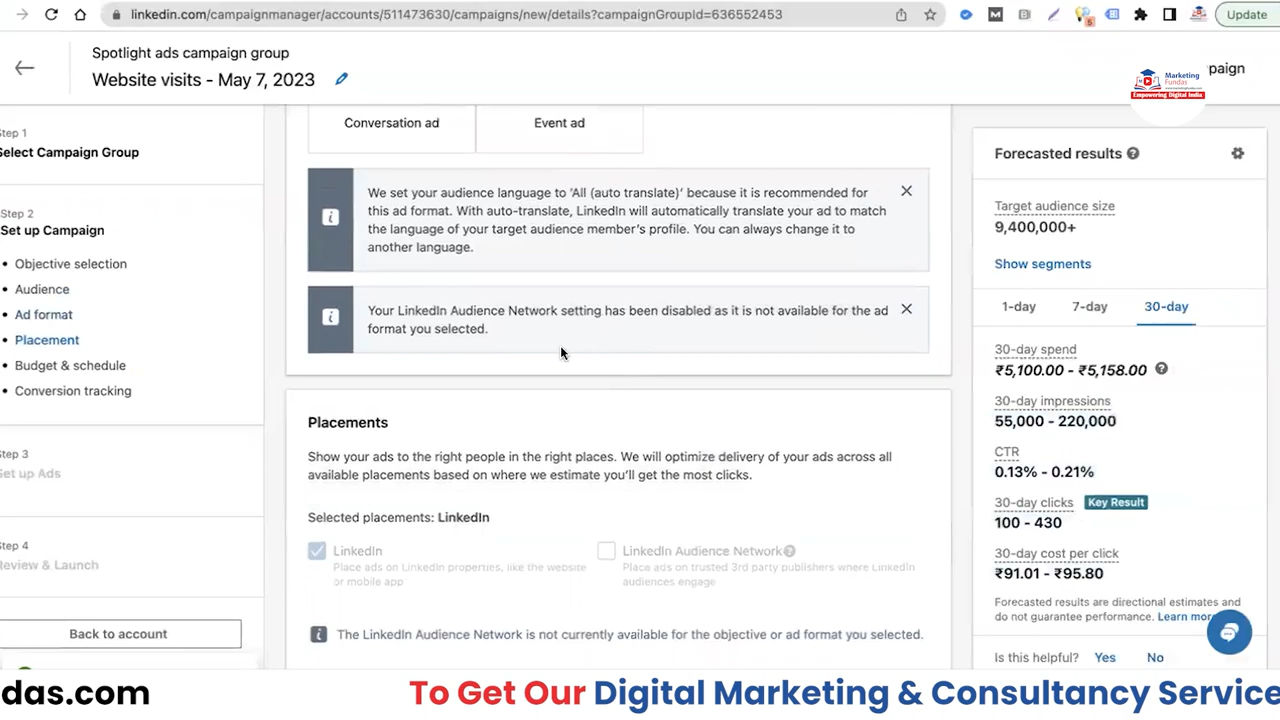 linkedin.com/campaignmanager/accounts/511473630/campaigns/new/details?campaignGroupId=636552453
Update
Spotlight ads campaign group
Website visits - May 7, 2023
paign
Marketing
Fundas
Empowering Digital India
Step 1
Select Campaign Group
Step 2
Set up Campaign
• Objective selection
• Audience
• Ad format
• Placement
• Budget & schedule
• Conversion tracking
Step 3
Set up Ads
Step 4
Review & Launch
Back to account
Conversation ad
Event ad
We set your audience language to 'All (auto translate)' because it is recommended for
this ad format. With auto-translate, LinkedIn will automatically translate your ad to match
the language of your target audience member's profile. You can always change it to
another language.
Your LinkedIn Audience Network setting has been disabled as it is not available for the ad
format you selected.
Placements
Show your ads to the right people in the right places. We will optimize delivery of your ads across all
available placements based on where we estimate you'll get the most clicks.
Selected placements: LinkedIn
LinkedIn
Place ads on LinkedIn properties, like the website
or mobile app
LinkedIn Audience Network
Place ads on trusted 3rd party publishers where LinkedIn
audiences engage
The LinkedIn Audience Network is not currently available for the objective or ad format you selected.
Forecasted results
Target audience size
9,400,000+
Show segments
1-day 7-day 30-day
30-day spend
₹5,100.00 - ₹5,158.00
30-day impressions
55,000 - 220,000
CTR
0.13% - 0.21%
30-day clicks Key Result
100 - 430
30-day cost per click
₹91.01 - ₹95.80
Forecasted results are directional estimates and
do not guarantee performance. Learn more
Is this helpful? Yes No
das.com
To Get Our Digital Marketing & Consultancy Service